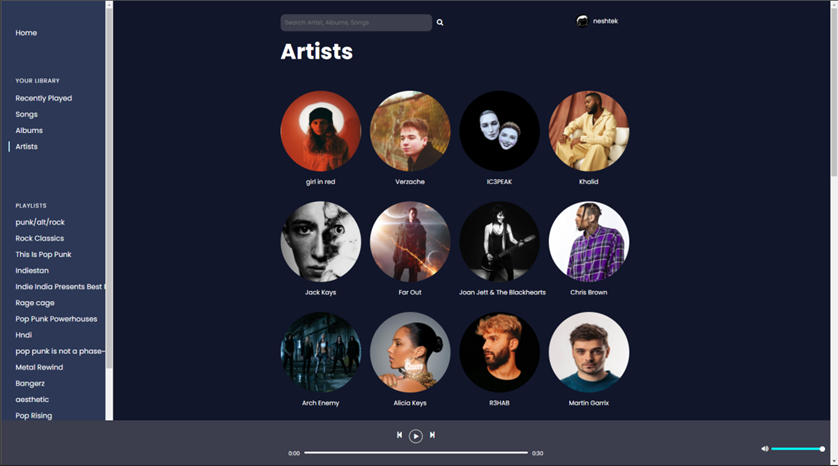 Search Artist, Albums, Songs
neshtek
Home
YOUR LIBRARY
Recently Played
Songs
Albums
Artists
PLAYLISTS
punk/alt/rock
Rock Classics
This Is Pop Punk
Indiestan
Indie India Presents Best
Rage cage
Pop Punk Powerhouses
Hndi
pop punk is not a phase-
Metal Rewind
Bangerz
aesthetic
Pop Rising
Artists
girl in red
Verzache
IC3PEAK
Khalid
Jack Kays
Far Out
Joan Jett & The Blackhearts
Chris Brown
Arch Enemy
Alicia Keys
R3HAB
Martin Garrix
0:00
0:30